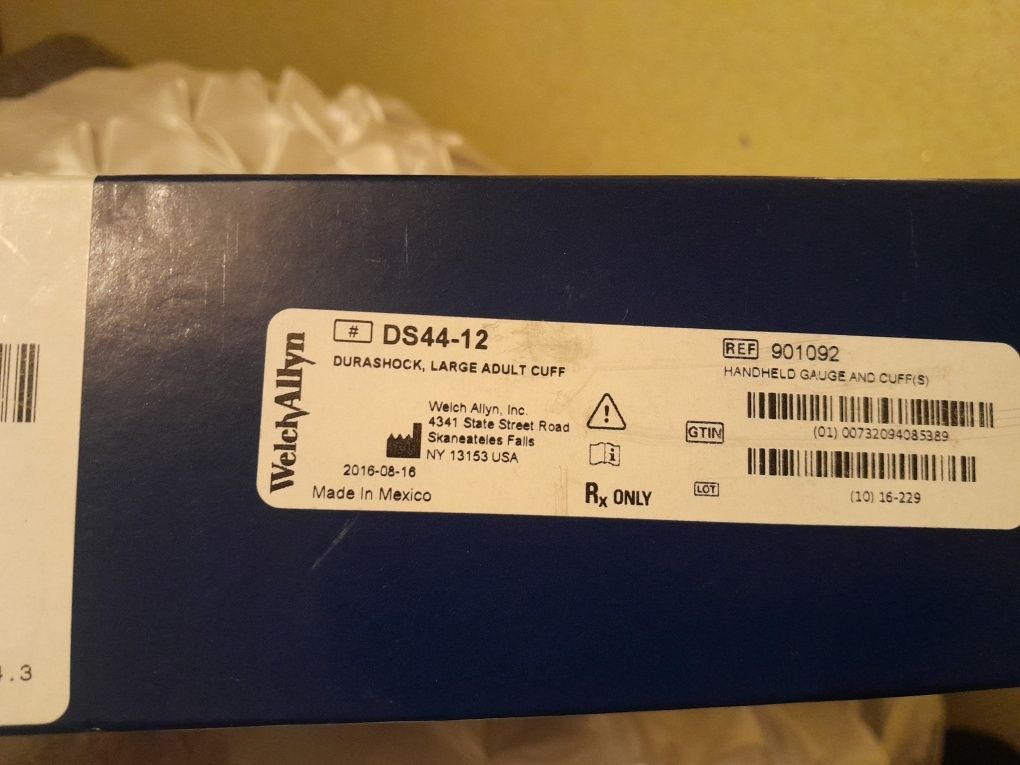 WelchAllyn
# DS44-12
DURASHOCK, LARGE ADULT CUFF
Welch Allyn, Inc.
4341 State Street Road
Skaneateles Falls
NY 13153 USA
2016-08-16
Made In Mexico
Rx ONLY
REF 901092
HANDHELD GAUGE AND CUFF(S)
GTIN
(01) 00732094085389
LOT
(10) 16-229
.3